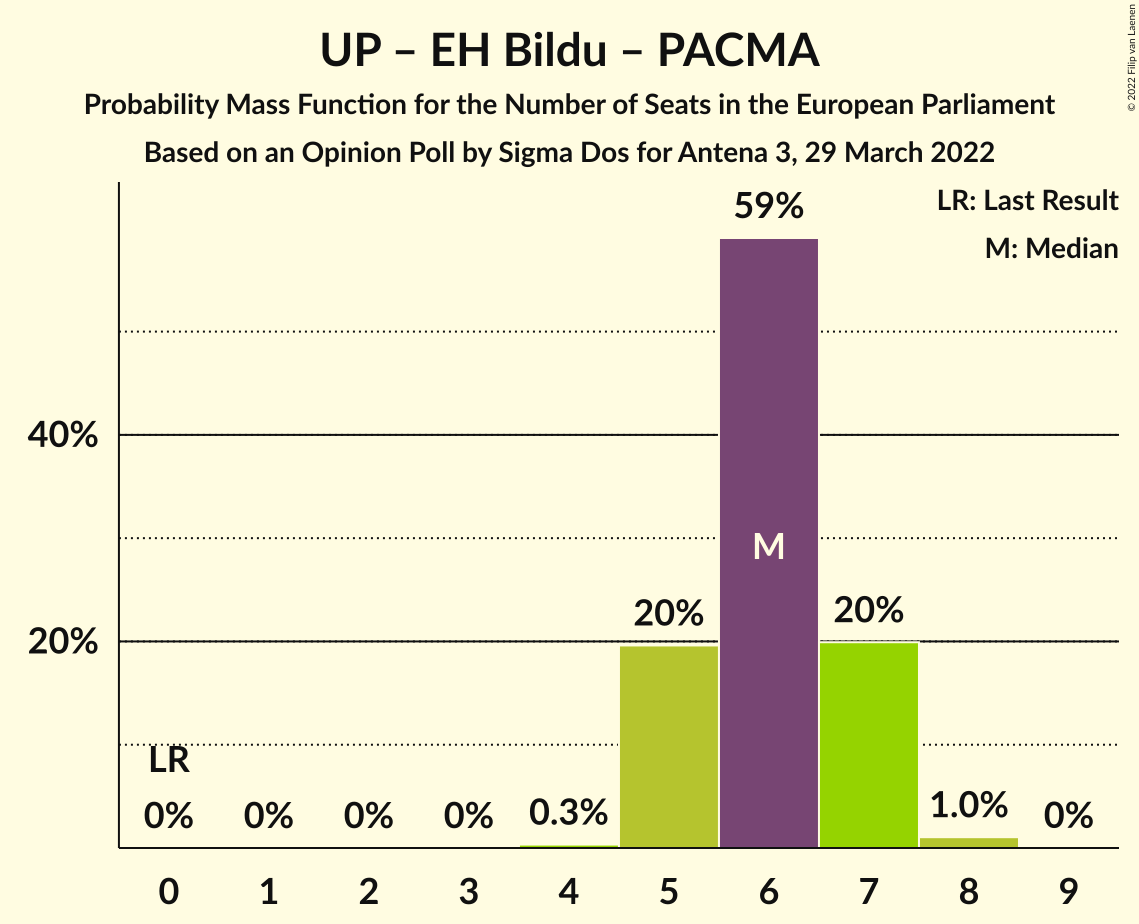 UP – EH Bildu – PACMA
Probability Mass Function for the Number of Seats in the European Parliament
Based on an Opinion Poll by Sigma Dos for Antena 3, 29 March 2022
© 2022 Filip van Laenen
LR: Last Result
M: Median
59%
40%
M
20% 20%
20%
LR
0% 0% 0% 0% 0.3% 1.0% 0%
0 1 2 3 4 5 6 7 8 9